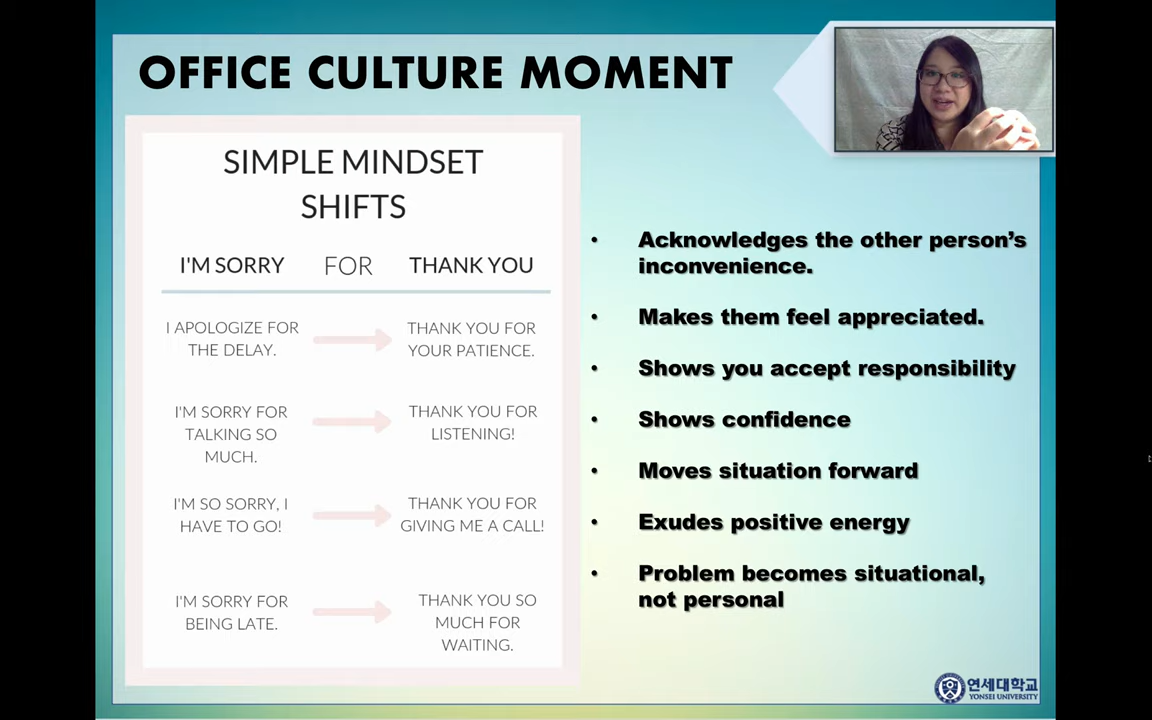 OFFICE CULTURE MOMENT
SIMPLE MINDSET
SHIFTS
I'M SORRY FOR THANK YOU
I APOLOGIZE FOR
THE DELAY.
THANK YOU FOR
YOUR PATIENCE.
I'M SORRY FOR
TALKING SO
MUCH.
THANK YOU FOR
LISTENING!
I'M SO SORRY, I
HAVE TO GO!
THANK YOU FOR
GIVING ME A CALL!
I'M SORRY FOR
BEING LATE.
THANK YOU SO
MUCH FOR
WAITING.
• Acknowledges the other person’s
inconvenience.
• Makes them feel appreciated.
• Shows you accept responsibility
• Shows confidence
• Moves situation forward
• Exudes positive energy
• Problem becomes situational,
not personal
연세대학교
YONSEI UNIVERSITY